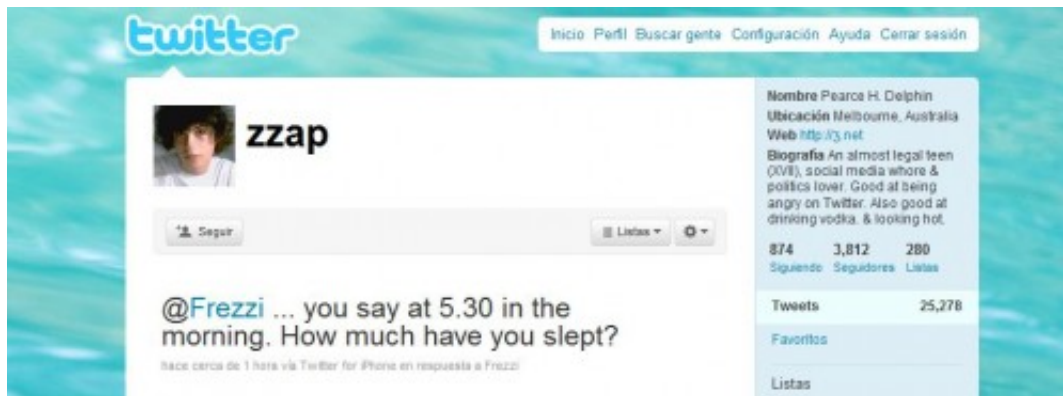 twitter
Inicio Perfil Buscar gente Configuración Ayuda Cerrar sesión
zzap
Seguir
Listas
@Frezzi ... you say at 5.30 in the
morning. How much have you slept?
hace cerca de 1 hora vía Twitter for iPhone en respuesta a Frezzi
Nombre Pearce H. Delphin
Ubicación Melbourne, Australia
Web http://3.net
Biografía An almost legal teen
(XVII), social media whore &
politics lover. Good at being
angry on Twitter. Also good at
drinking vodka. & looking hot.
874 3,812 280
Siguiendo Seguidores Listas
Tweets 25,278
Favoritos
Listas